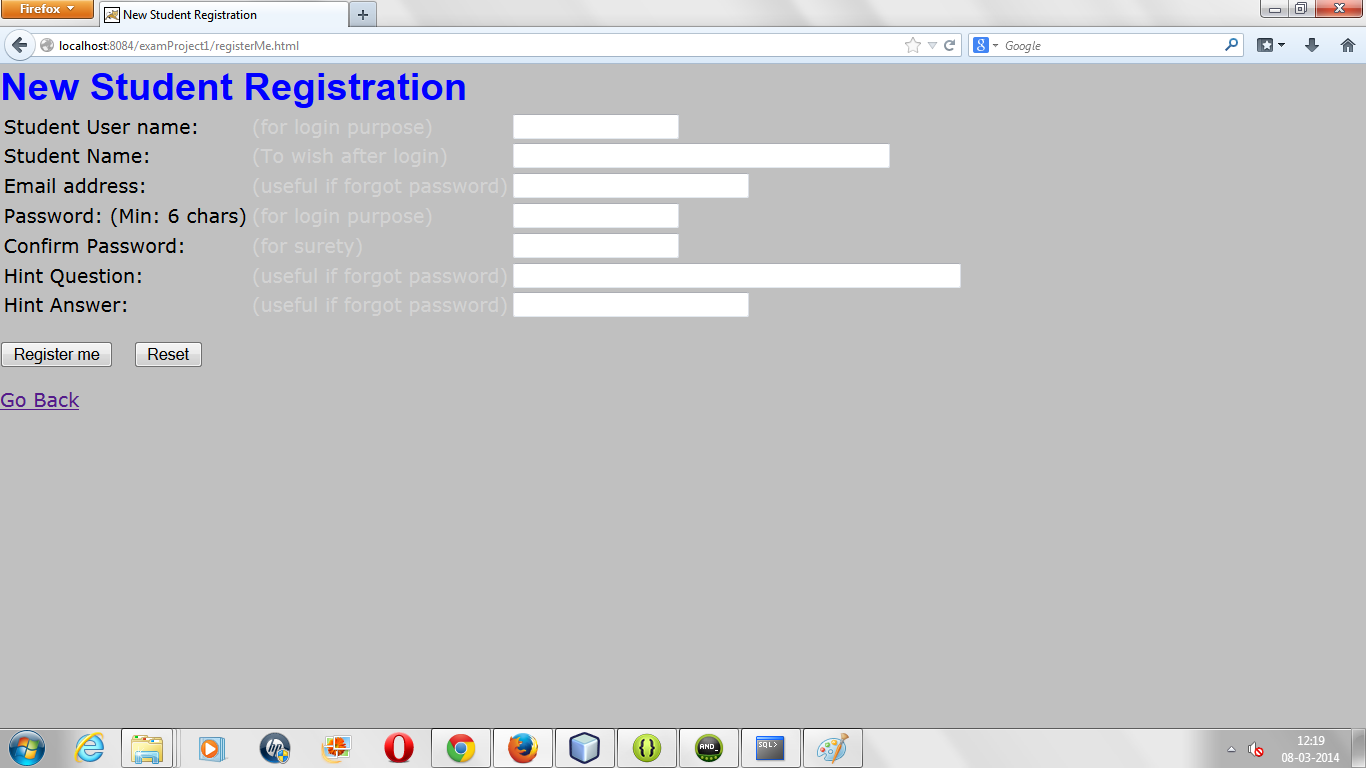 Firefox
New Student Registration
localhost:8084/examProject1/registerMe.html
Google
New Student Registration
Student User name: (for login purpose)
Student Name: (To wish after login)
Email address: (useful if forgot password)
Password: (Min: 6 chars) (for login purpose)
Confirm Password: (for surety)
Hint Question: (useful if forgot password)
Hint Answer: (useful if forgot password)
Register me Reset
Go Back
hp
{} AND_ SQL>
12:19
08-03-2014